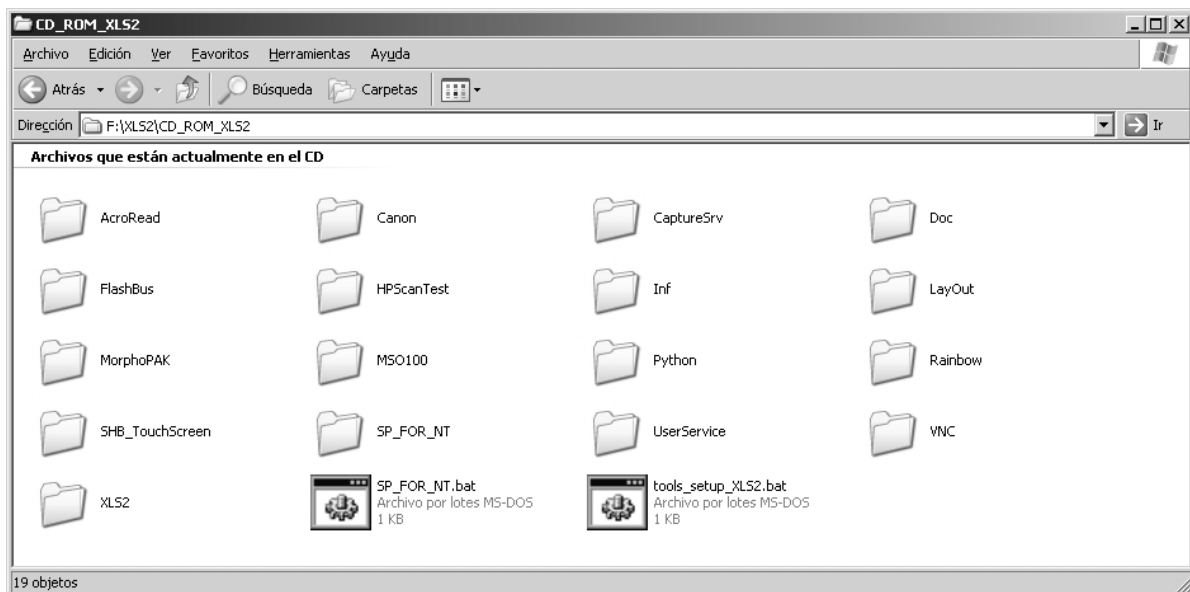 CD_ROM_XLS2
Archivo Edición Ver Favoritos Herramientas Ayuda
Atrás Búsqueda Carpetas
Dirección F:\XLS2\CD_ROM_XLS2 Ir
Archivos que están actualmente en el CD
AcroRead Canon CaptureSrv Doc
FlashBus HPScanTest Inf LayOut
MorphoPAK MSO100 Python Rainbow
SHB_TouchScreen SP_FOR_NT UserService VNC
XLS2
SP_FOR_NT.bat
Archivo por lotes MS-DOS
1 KB
tools_setup_XLS2.bat
Archivo por lotes MS-DOS
1 KB
19 objetos